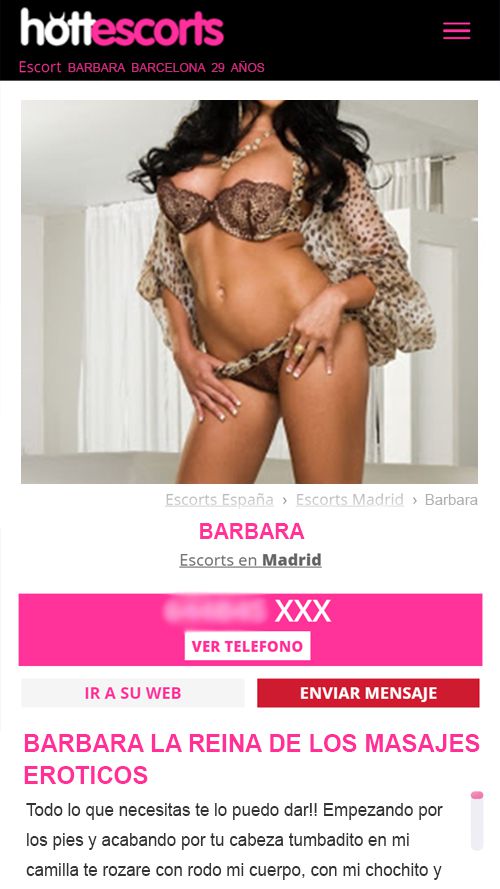 hottescorts
Escort BARBARA BARCELONA 29 AÑOS
Escorts España › Escorts Madrid › Barbara
BARBARA
Escorts en Madrid
XXX
VER TELEFONO
IR A SU WEB
ENVIAR MENSAJE
BARBARA LA REINA DE LOS MASAJES
EROTICOS
Todo lo que necesitas te lo puedo dar!! Empezando por
los pies y acabando por tu cabeza tumbadito en mi
camilla te rozare con rodo mi cuerpo, con mi chochito y